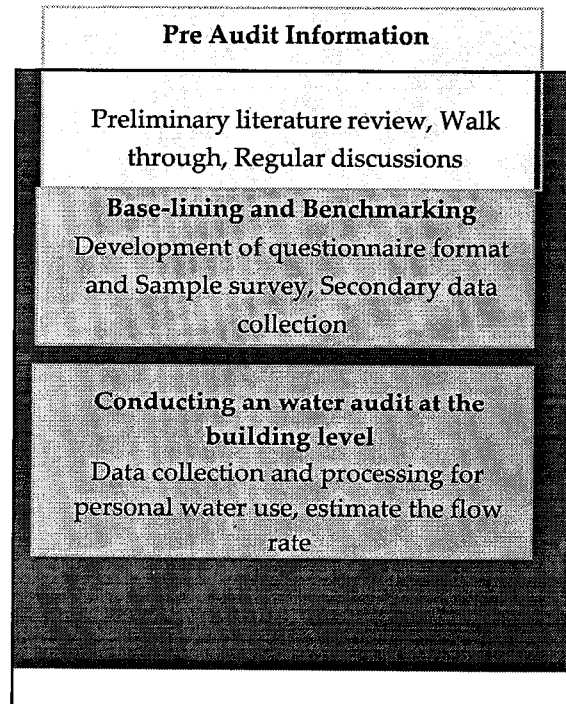 Pre Audit Information
Preliminary literature review, Walk
through, Regular discussions
Base-lining and Benchmarking
Development of questionnaire format
and Sample survey, Secondary data
collection
Conducting an water audit at the
building level
Data collection and processing for
personal water use, estimate the flow
rate